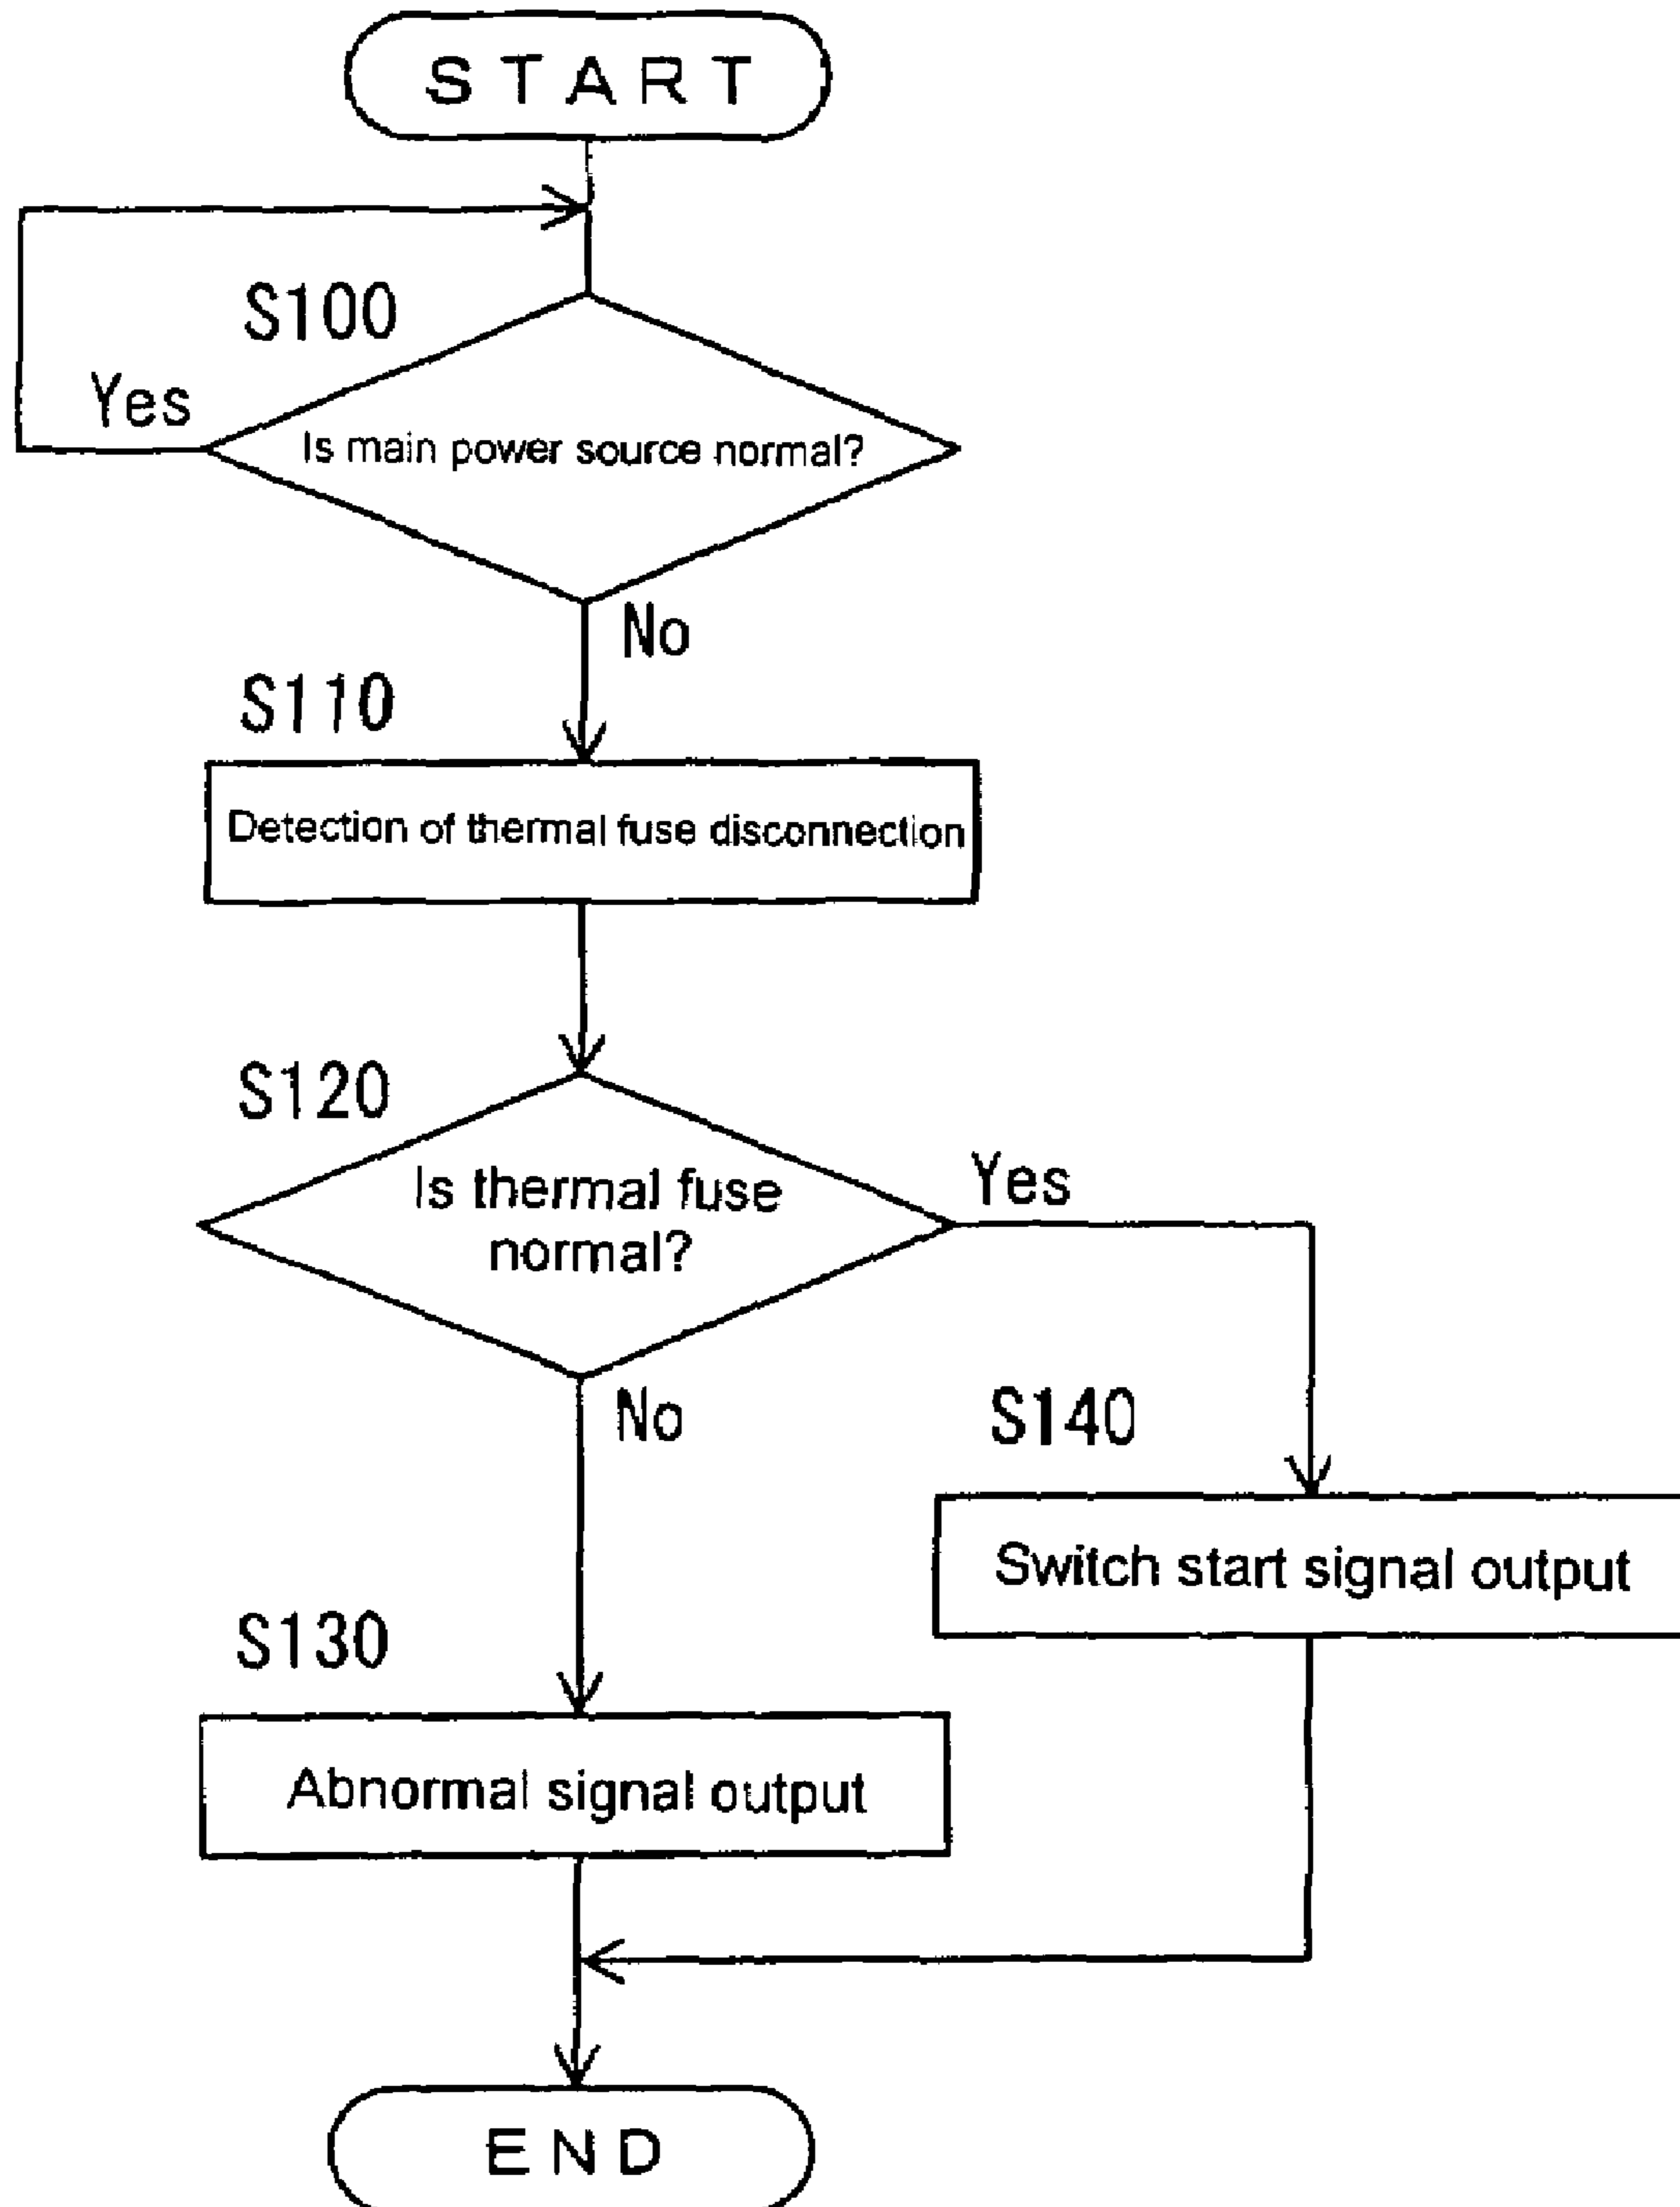 START
S100
Yes
Is main power source normal?
No
S110
Detection of thermal fuse disconnection
S120
Is thermal fuse
normal?
Yes
No
S140
Switch start signal output
S130
Abnormal signal output
END